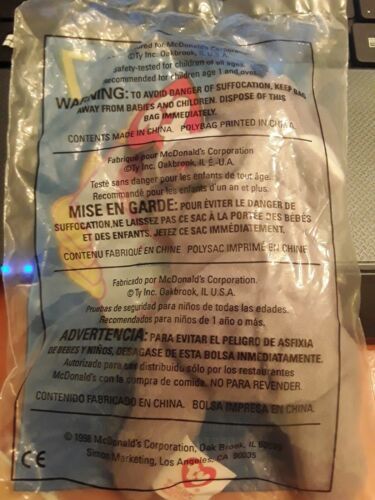 ured for McDonald's Corporation
©Ty Inc. Oakbrook, IL U.S.A.
Safety-tested for children of all ages.
Recommended for children age 1 and over.
WARNING: TO AVOID DANGER OF SUFFOCATION, KEEP BAG
AWAY FROM BABIES AND CHILDREN. DISPOSE OF THIS
BAG IMMEDIATELY.
CONTENTS MADE IN CHINA. POLYBAG PRINTED IN CHINA.
Fabriqué pour McDonald's Corporation
©Ty Inc. Oakbrook, IL É.-U.A.
Testé sans danger pour les enfants de tout âge.
Recommandé pour les enfants d'un an et plus.
MISE EN GARDE: POUR ÉVITER LE DANGER DE
SUFFOCATION, NE LAISSEZ PAS CE SAC À LA PORTÉE DES BÉBÉS
ET DES ENFANTS. JETEZ CE SAC IMMÉDIATEMENT.
CONTENU FABRIQUÉ EN CHINE POLYSAC IMPRIMÉ EN CHINE
Fabricado por McDonald's Corporation
©Ty Inc. Oakbrook, IL U.S.A.
Pruebas de seguridad para niños de todas las edades.
Recomendados para niños de 1 año o más.
ADVERTENCIA: PARA EVITAR EL PELIGRO DE ASFIXIA
DE BEBES Y NIÑOS, DESAGASE DE ESTA BOLSA INMEDIATAMENTE.
Autorizado para ser distribuido sólo por los restaurantes
McDonald's con la compra de comida. NO PARA REVENDER.
CONTENIDO FABRICADO EN CHINA. BOLSA IMPRESA EN CHINA.
© 1998 McDonald's Corporation, Oak Brook, IL 60523
Simon Marketing, Los Angeles, CA 90035
CE
ty